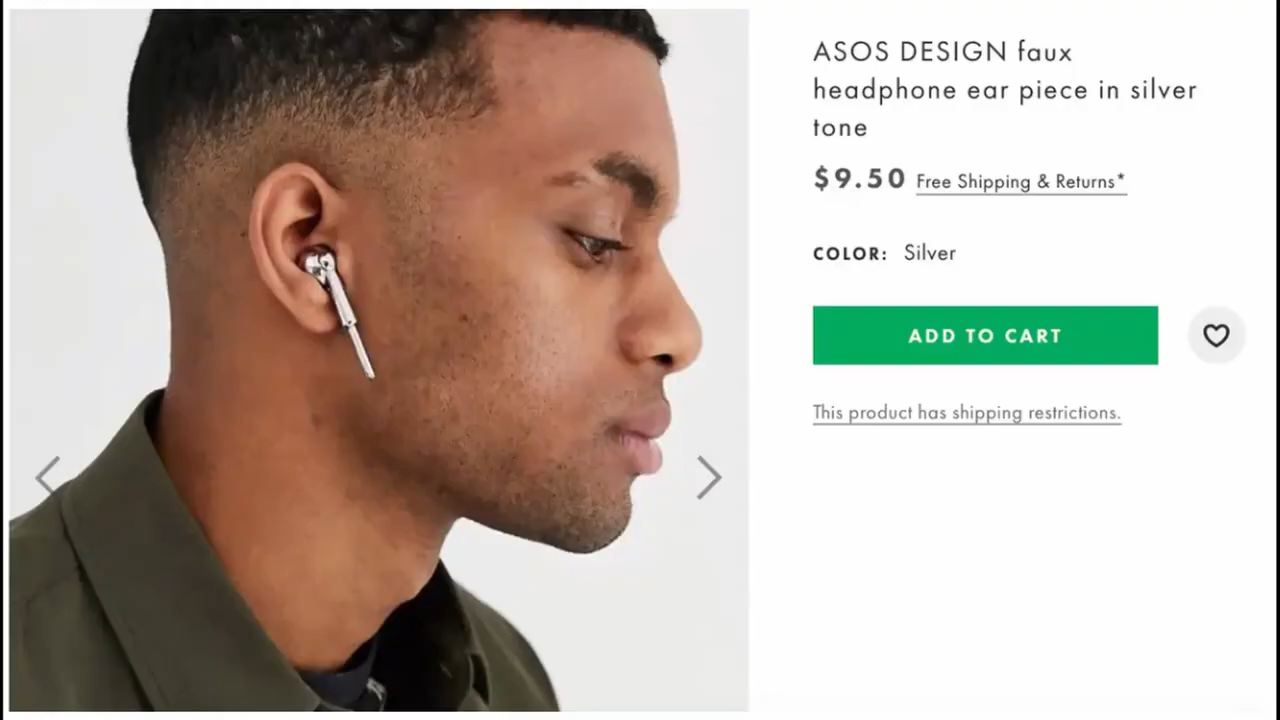 ASOS DESIGN faux
headphone ear piece in silver
tone
$9.50 Free Shipping & Returns*
COLOR: Silver
ADD TO CART
This product has shipping restrictions.